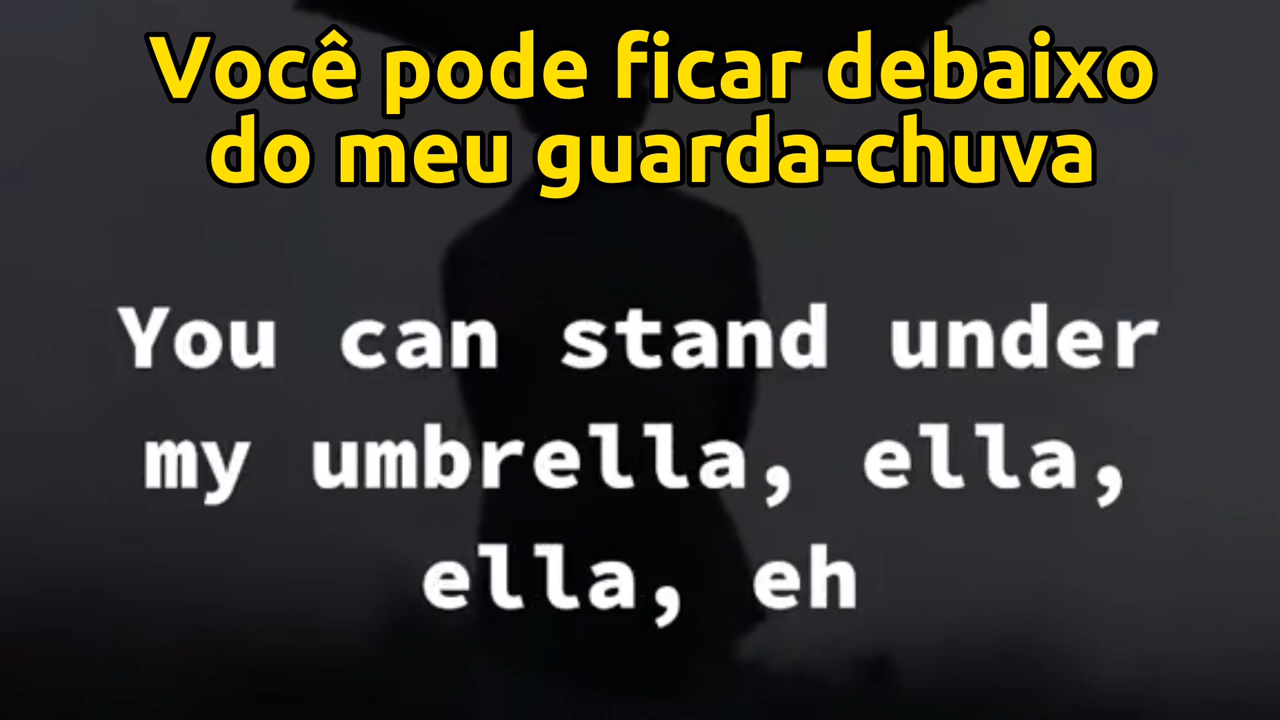 Você pode ficar debaixo
do meu guarda-chuva
You can stand under
my umbrella, ella,
ella, eh